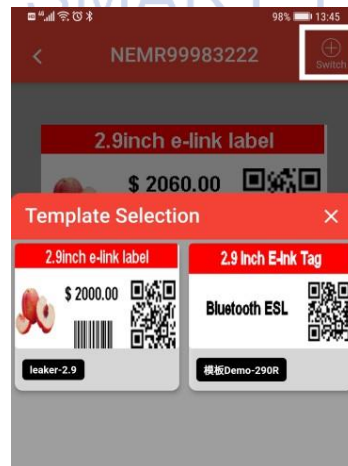 98% 13:45
NEMR99983222
Switch
2.9inch e-link label
$ 2060.00
Template Selection
2.9inch e-link label
$ 2000.00
leaker-2.9
2.9 Inch E-Ink Tag
Bluetooth ESL
模板Demo-290R